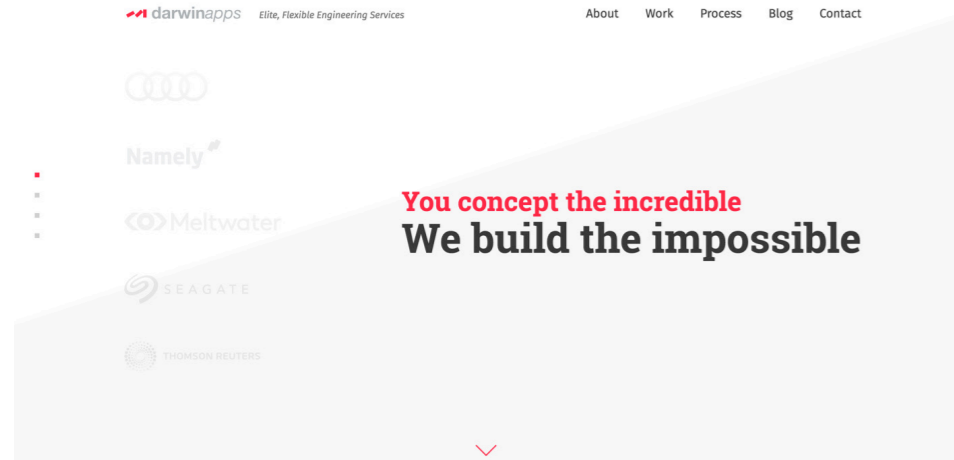 darwinapps Elite, Flexible Engineering Services About Work Process Blog Contact
Namely
Meltwater
You concept the incredible
We build the impossible
SEAGATE
THOMSON REUTERS